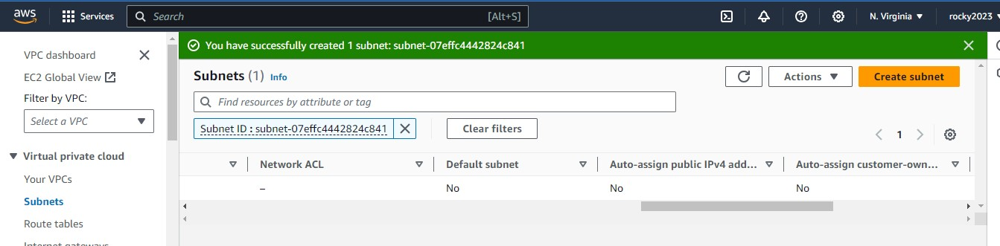 aws Services Search [Alt+S] N. Virginia rocky2023
VPC dashboard
EC2 Global View
Filter by VPC:
Select a VPC
Virtual private cloud
Your VPCs
Subnets
Route tables
Internet gateways
You have successfully created 1 subnet: subnet-07effc4442824c841
Subnets (1) Info Actions Create subnet
Find resources by attribute or tag
Subnet ID : subnet-07effc4442824c841 Clear filters
1
Network ACL Default subnet Auto-assign public IPv4 add... Auto-assign customer-own...
– No No No